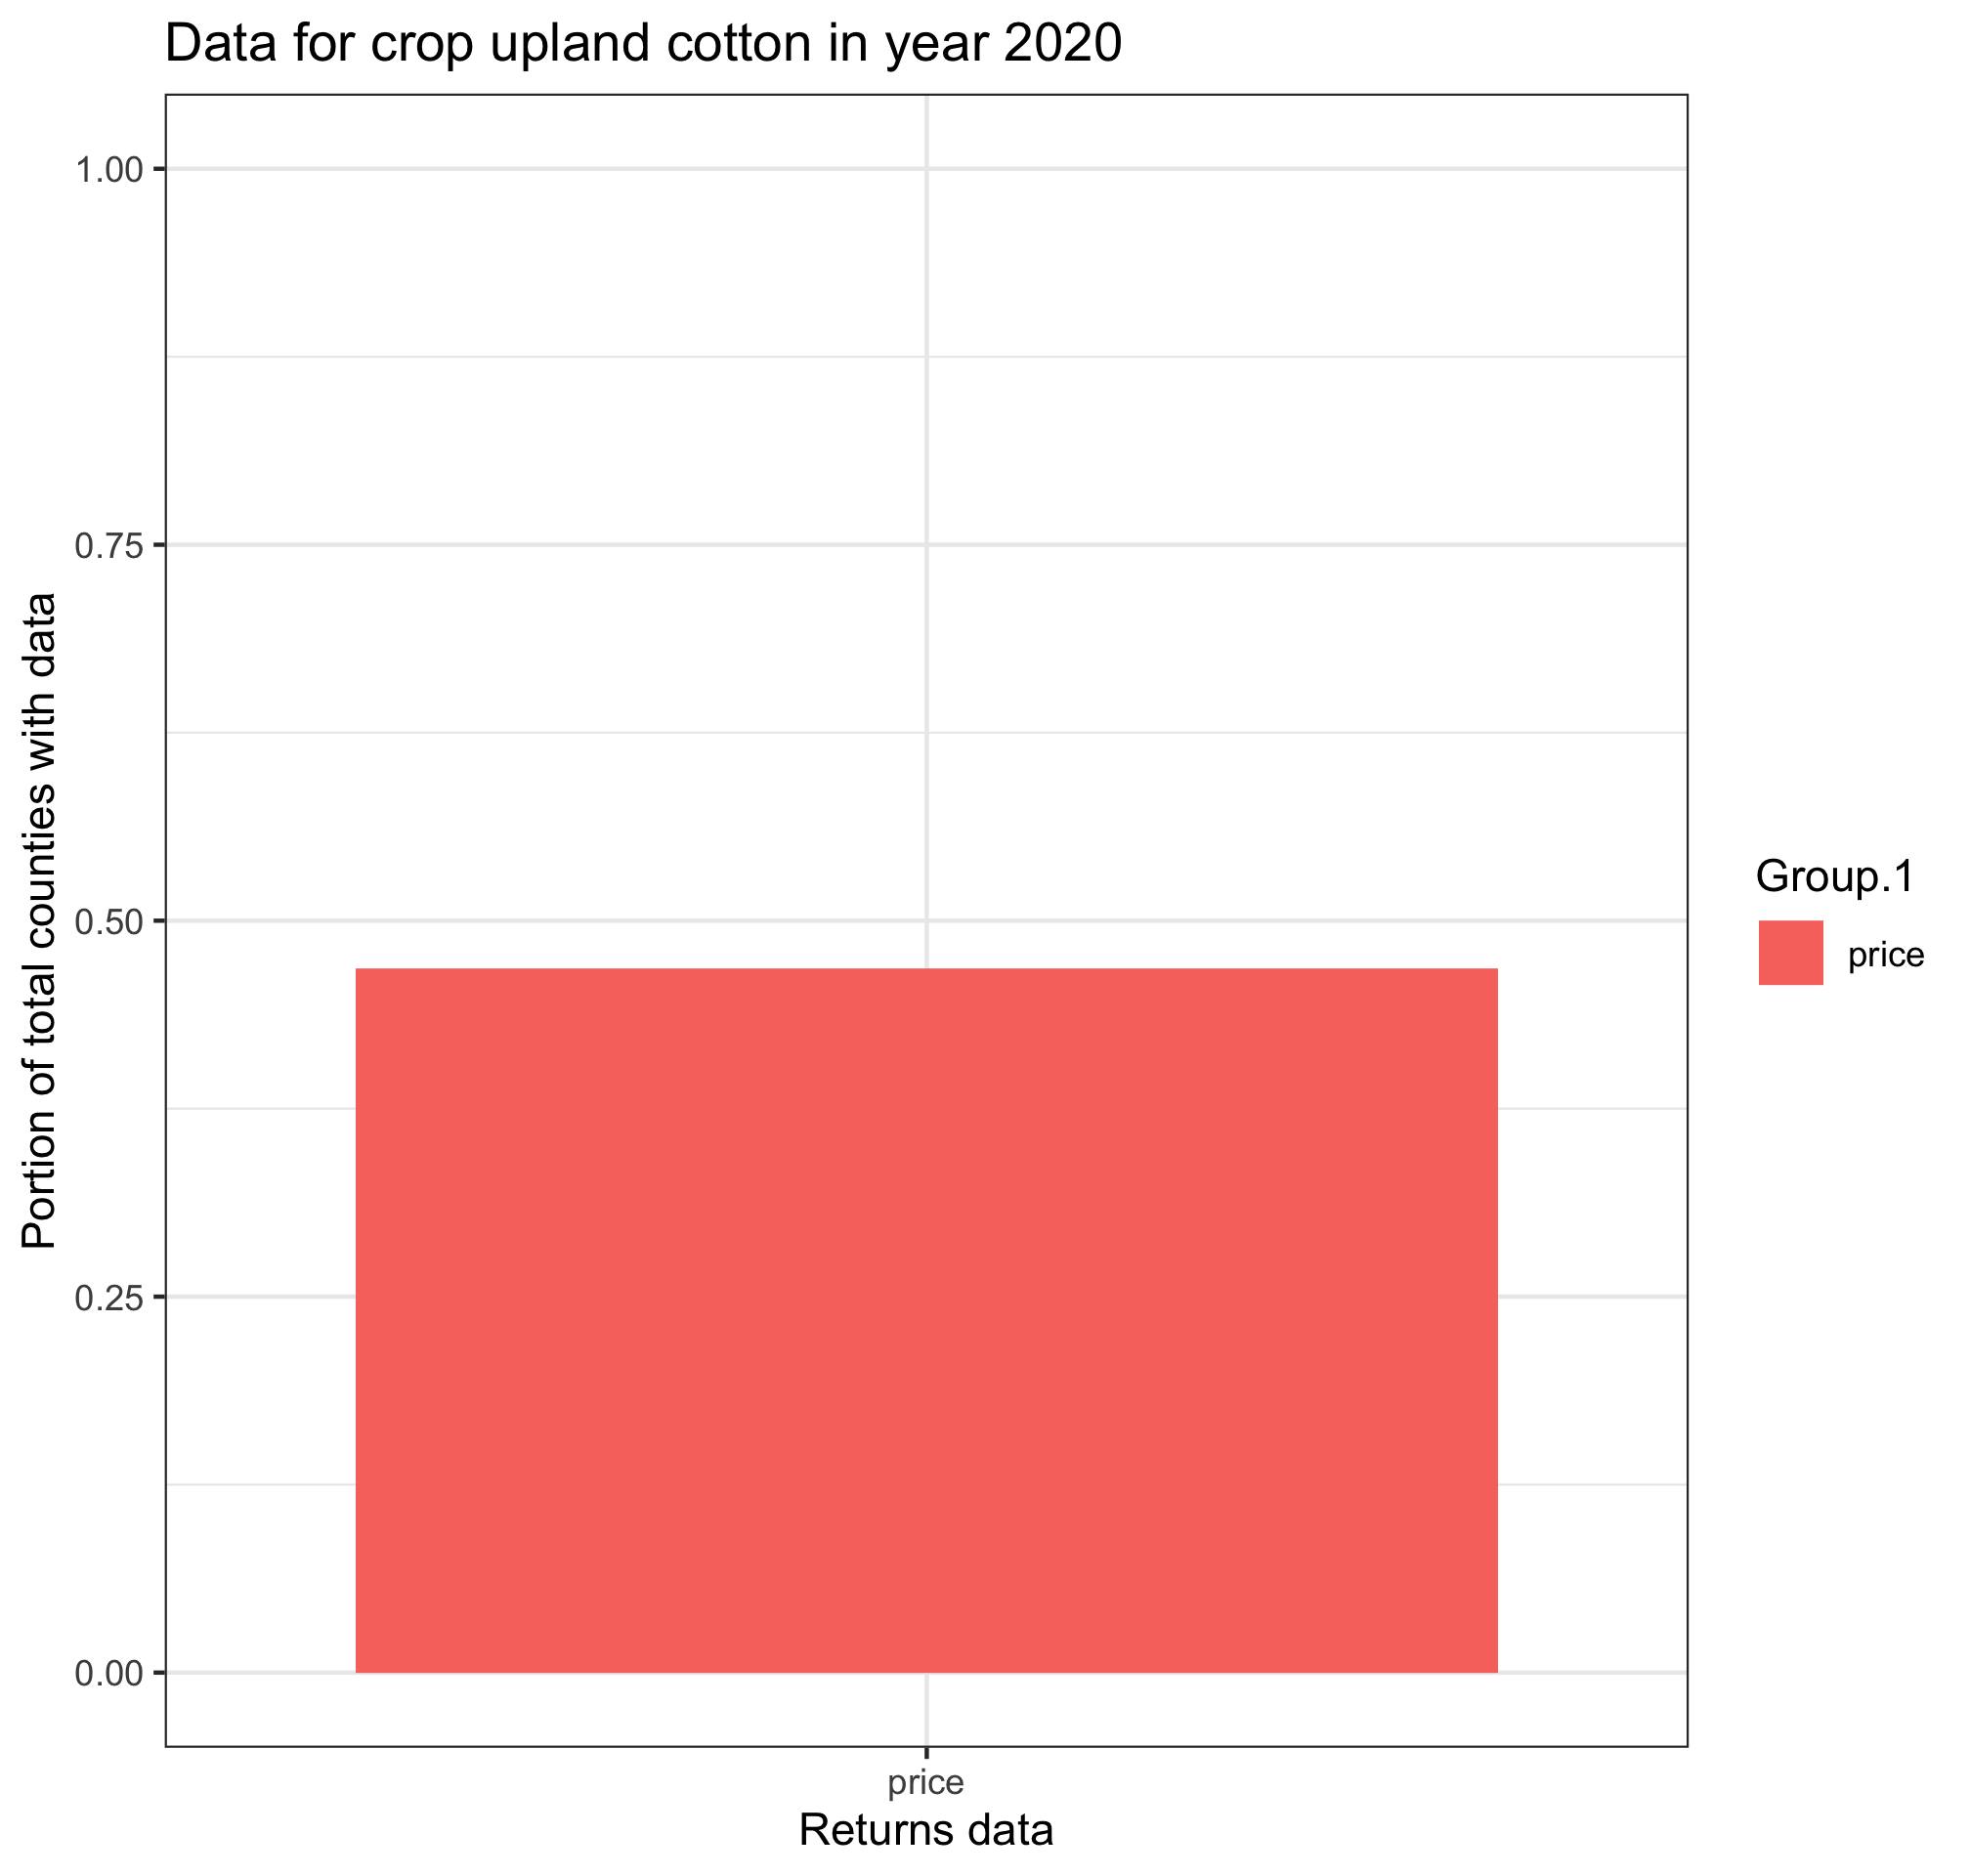 Data for crop upland cotton in year 2020
Portion of total counties with data
1.00
0.75
0.50
0.25
0.00
price
Returns data
Group.1
price